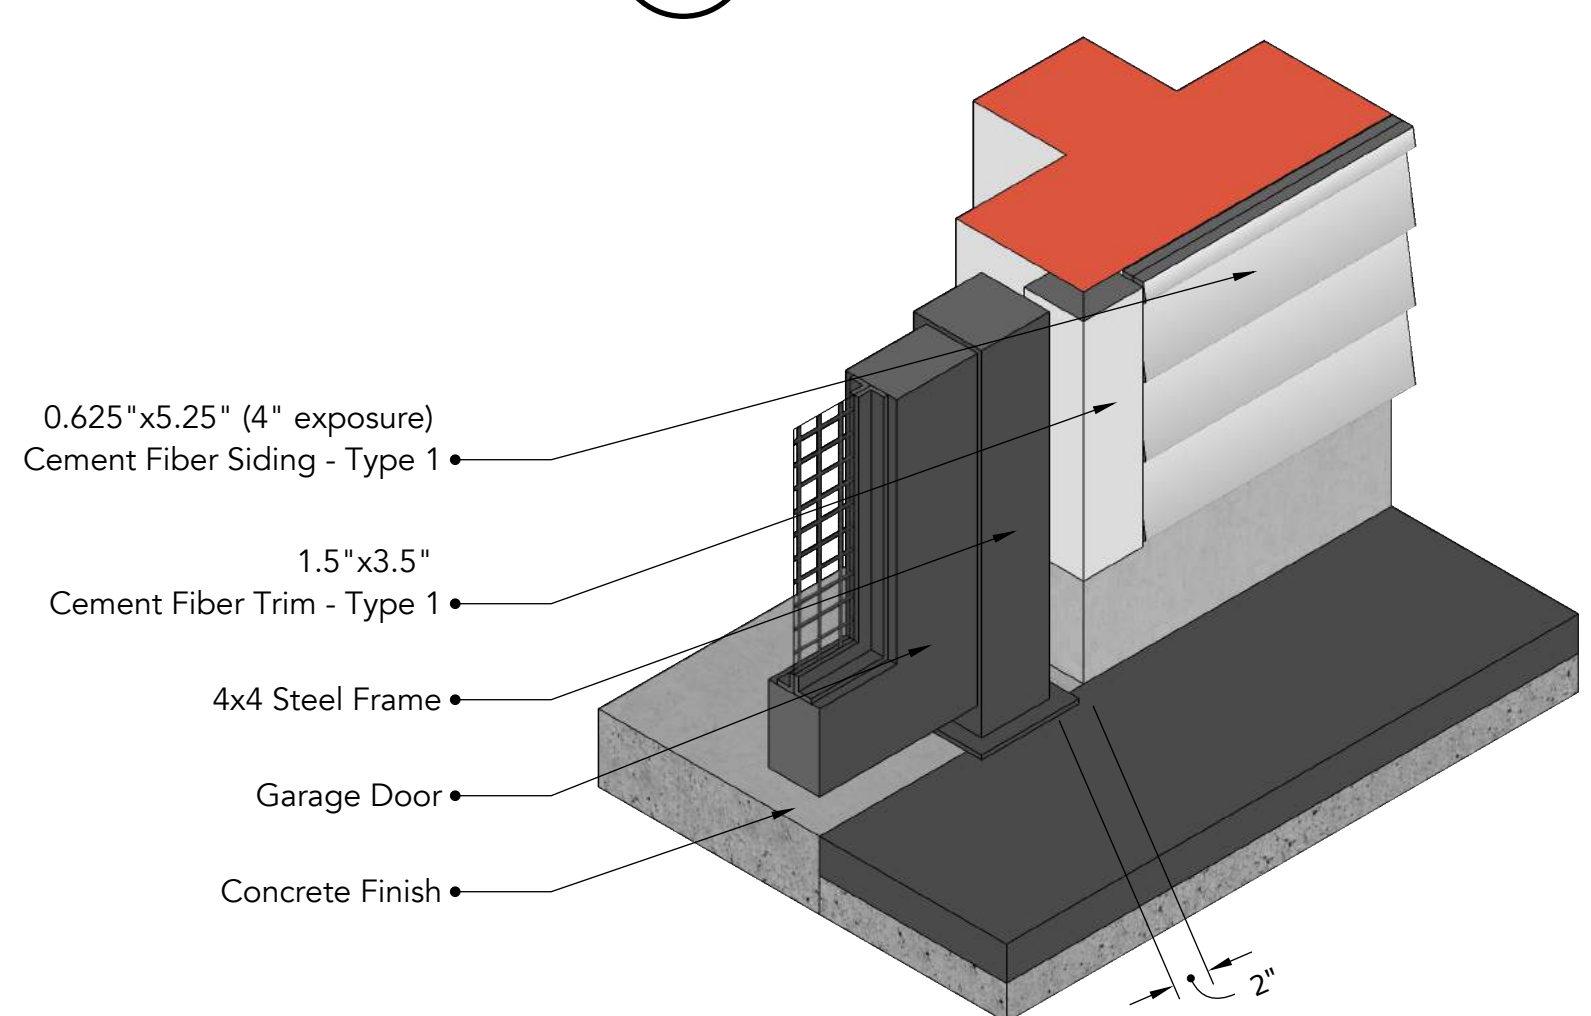 0.625"x5.25" (4" exposure)
Cement Fiber Siding - Type 1
1.5"x3.5"
Cement Fiber Trim - Type 1
4x4 Steel Frame
Garage Door
Concrete Finish
2"